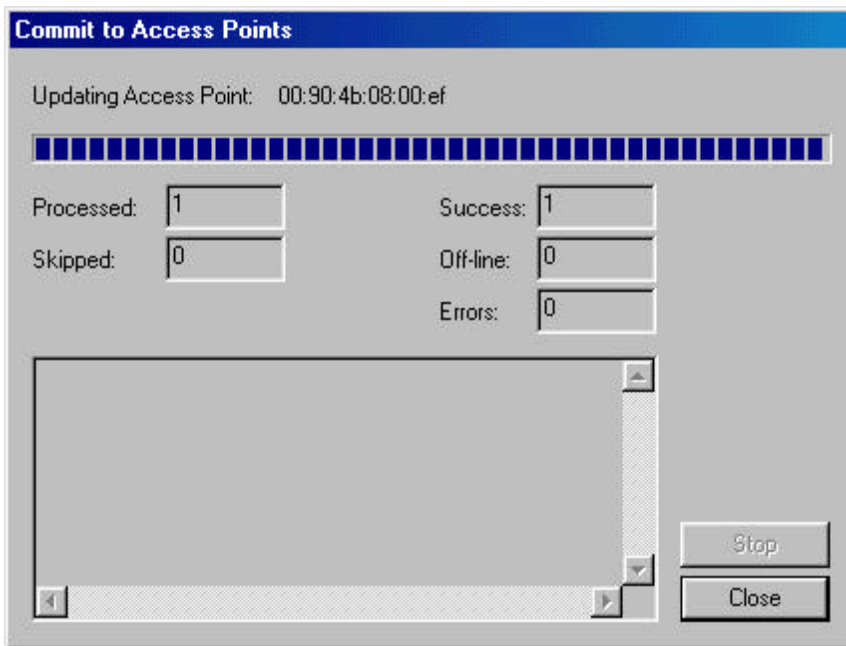 Commit to Access Points
Updating Access Point: 00:90:4b:08:00:ef
Processed: 1 Success: 1
Skipped: 0 Off-line: 0
Errors: 0
Stop
Close